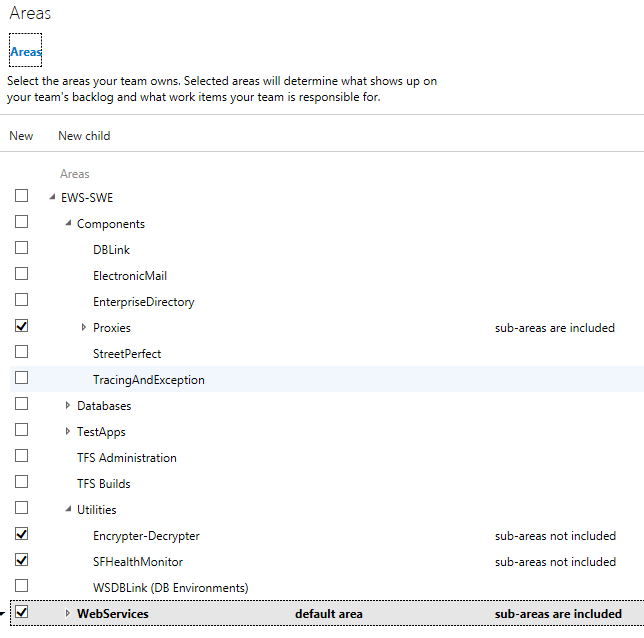 Areas
Areas
Select the areas your team owns. Selected areas will determine what shows up on
your team's backlog and what work items your team is responsible for.
New New child
Areas
EWS-SWE
Components
DBLink
ElectronicMail
EnterpriseDirectory
Proxies sub-areas are included
StreetPerfect
TracingAndException
Databases
TestApps
TFS Administration
TFS Builds
Utilities
Encrypter-Decrypter sub-areas not included
SFHealthMonitor sub-areas not included
WSDBLink (DB Environments)
WebServices default area sub-areas are included